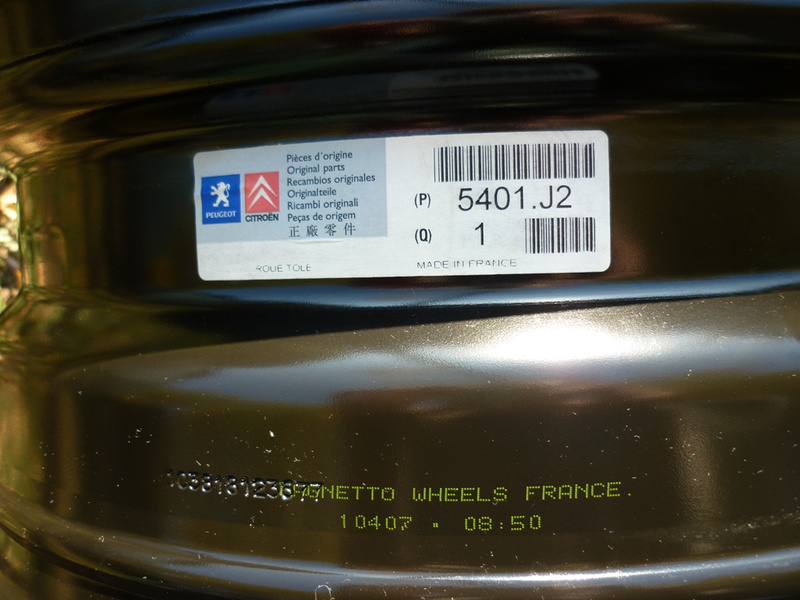 Pièces d'origine
Original parts
Recambios originales
Originalteile
Ricambi originali
Peças de origem
正廠零件
PEUGEOT
CITROËN
(P) 5401.J2
(Q) 1
ROUE TOLE
MADE IN FRANCE
WHEELS FRANCE.
10407 · 08:50